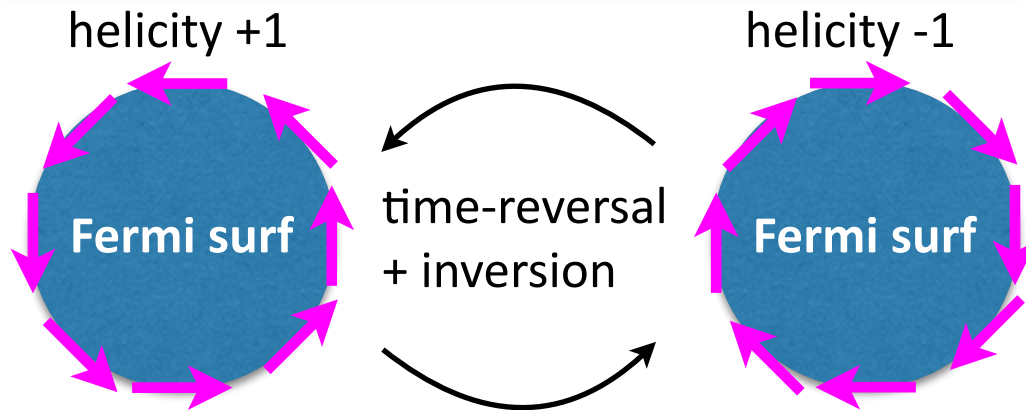 helicity +1
helicity -1
time-reversal
+ inversion
Fermi surf
Fermi surf